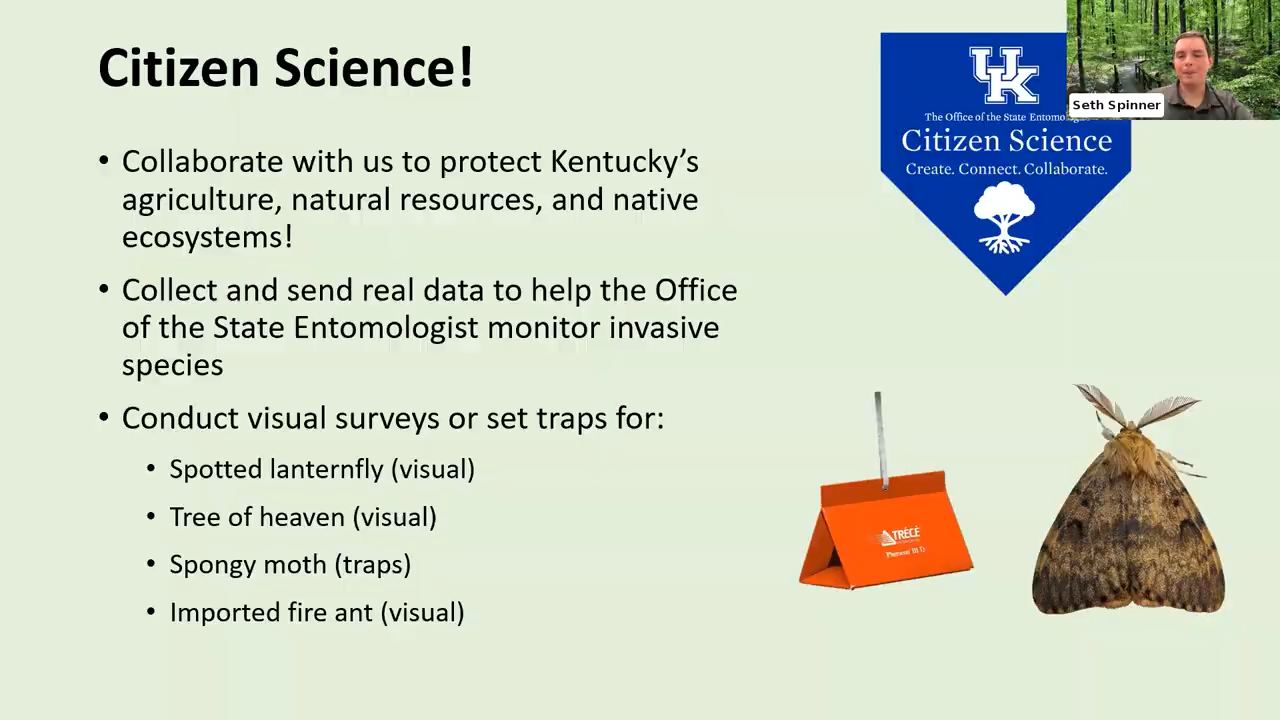 Citizen Science!
• Collaborate with us to protect Kentucky’s
agriculture, natural resources, and native
ecosystems!
• Collect and send real data to help the Office
of the State Entomologist monitor invasive
species
• Conduct visual surveys or set traps for:
• Spotted lanternfly (visual)
• Tree of heaven (visual)
• Spongy moth (traps)
• Imported fire ant (visual)
UK
The Office of the State
Citizen Science
Create. Connect. Collaborate.
Seth Spinner
TRÉCÉ